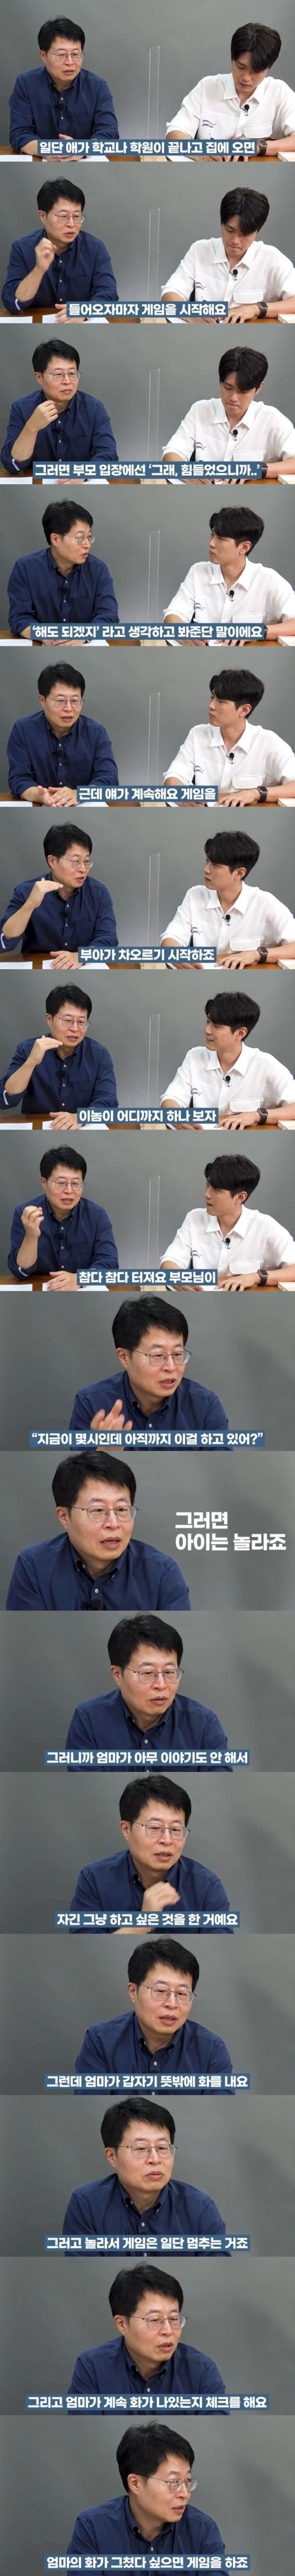 일단 애가 학교나 학원이 끝나고 집에 오면
들어오자마자 게임을 시작해요
그러면 부모 입장에선 ‘그래, 힘들었으니까..’
‘해도 되겠지’ 라고 생각하고 봐준단 말이에요
근데 얘가 계속해요 게임을
부아가 차오르기 시작하죠
이놈이 어디까지 하나 보자
참다 참다 터져요 부모님이
“지금이 몇시인데 아직까지 이걸 하고 있어?”
그러면
아이는 놀라죠
그러니까 엄마가 아무 이야기도 안 해서
자긴 그냥 하고 싶은 것을 한 거예요
그런데 엄마가 갑자기 뜻밖에 화를 내요
그러고 놀라서 게임은 일단 멈추는 거죠
그리고 엄마가 계속 화가 나있는지 체크를 해요
엄마의 화가 그쳤다 싶으면 게임을 하죠